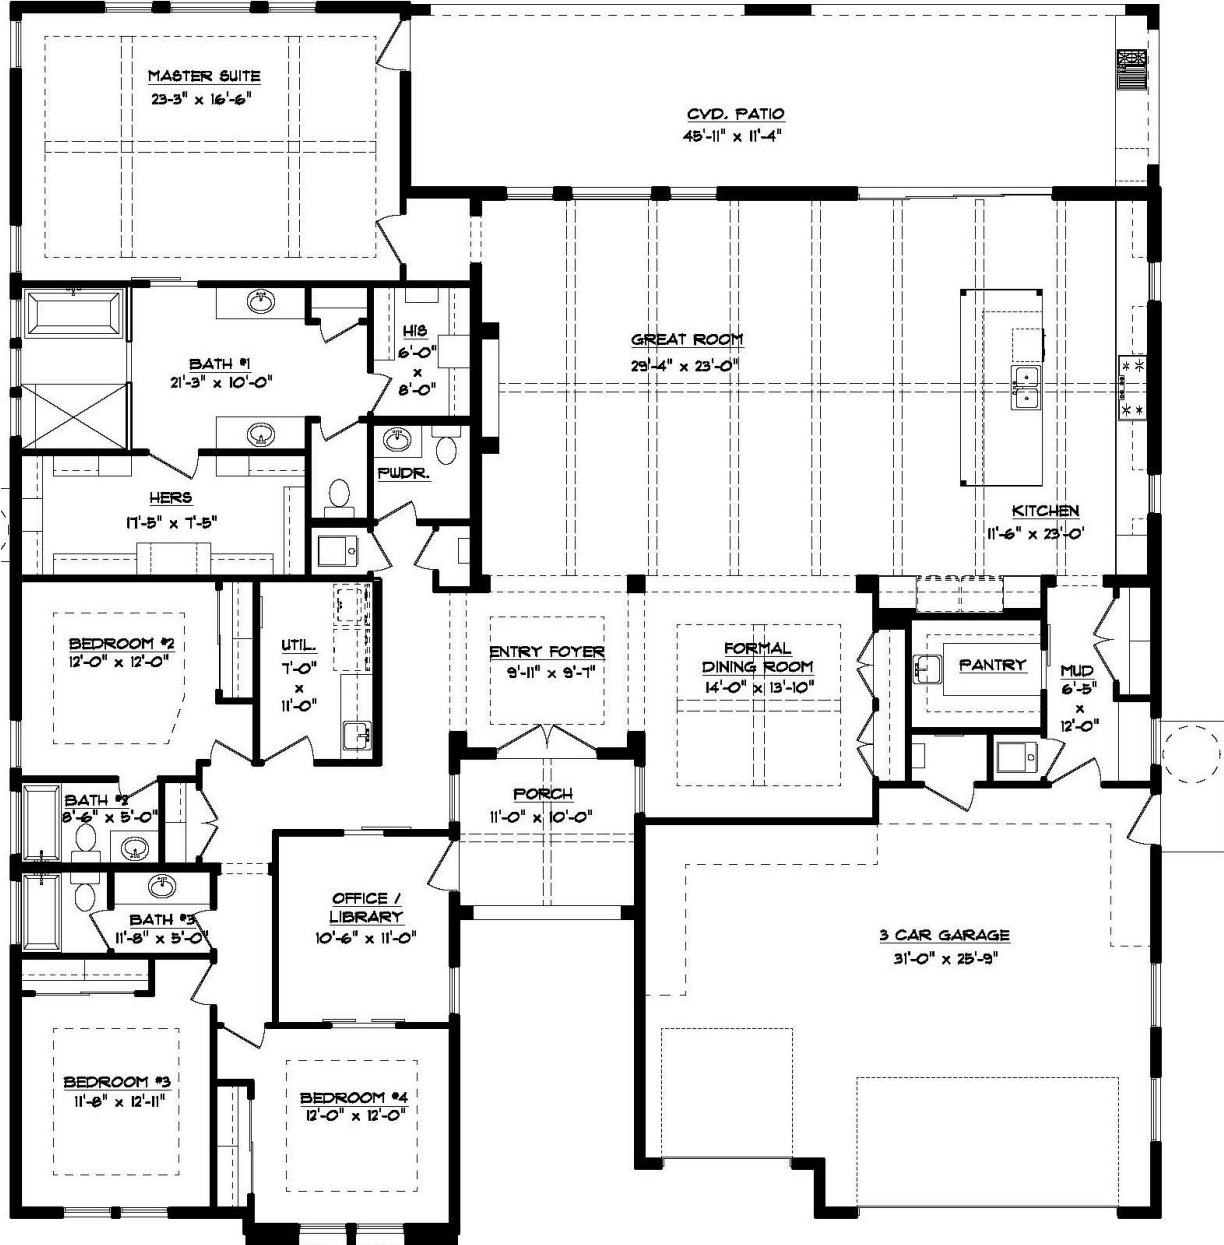 MASTER SUITE
23-3" x 16'-6"
CVD. PATIO
45'-11" x 11'-4"
GREAT ROOM
29'-4" x 23'-0"
HIS
6'-0"
x
8'-0"
BATH #1
21'-3" x 10'-0"
PWDR.
HERS
17'-5" x 7'-5"
KITCHEN
11'-6" x 23'-0'
BEDROOM #2
12'-0" x 12'-0"
UTIL.
7'-0"
x
11'-0"
ENTRY FOYER
9'-11" x 9'-7"
FORMAL
DINING ROOM
14'-0" x 13'-10"
PANTRY
MUD
6'-5"
x
12'-0"
BATH #2
8'-6" x 5'-0"
PORCH
11'-0" x 10'-0"
OFFICE /
LIBRARY
10'-6" x 11'-0"
BATH #3
11'-8" x 5'-0"
3 CAR GARAGE
31'-0" x 25'-9"
BEDROOM #3
11'-8" x 12'-11"
BEDROOM #4
12'-0" x 12'-0"